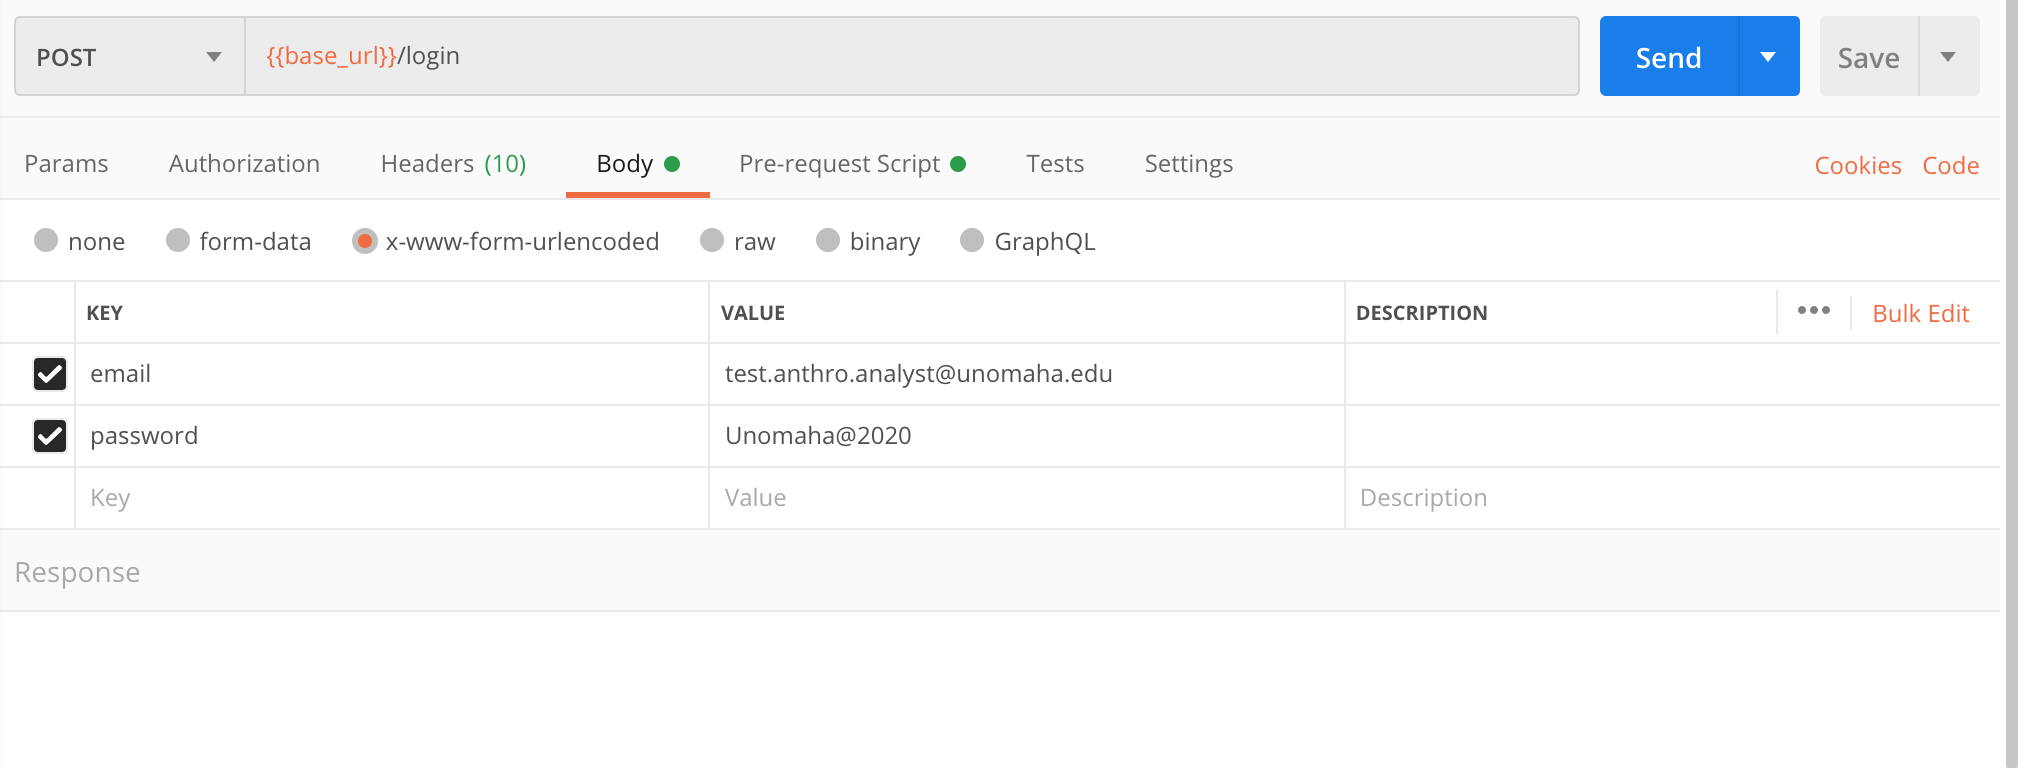 POST {{base_url}}/login Send Save
Params Authorization Headers (10) Body Pre-request Script Tests Settings Cookies Code
none form-data x-www-form-urlencoded raw binary GraphQL
KEY VALUE DESCRIPTION ••• Bulk Edit
email test.anthro.analyst@unomaha.edu
password Unomaha@2020
Key Value Description
Response